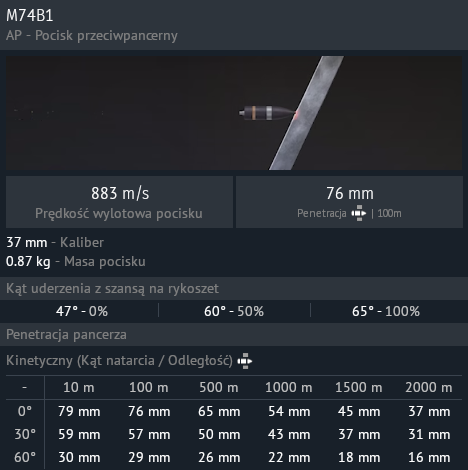 M74B1
AP - Pocisk przeciwpancerny
883 m/s
Prędkość wylotowa pocisku
76 mm
Penetracja | 100m
37 mm - Kaliber
0.87 kg - Masa pocisku
Kąt uderzenia z szansą na rykoszet
47° - 0% 60° - 50% 65° - 100%
Penetracja pancerza
Kinetyczny (Kąt natarcia / Odległość)
- 10 m 100 m 500 m 1000 m 1500 m 2000 m
0° 79 mm 76 mm 65 mm 54 mm 45 mm 37 mm
30° 59 mm 57 mm 50 mm 43 mm 37 mm 31 mm
60° 30 mm 29 mm 26 mm 22 mm 18 mm 16 mm